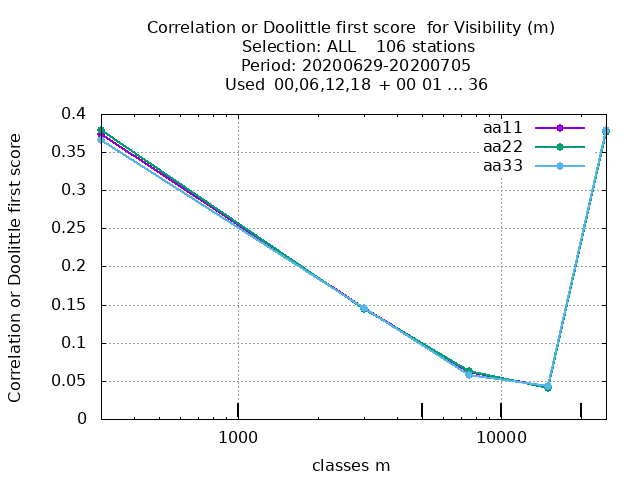 Correlation or Doolittle first score  for Visibility (m)
Selection: ALL    106 stations
Period: 20200629-20200705
Used  00,06,12,18 + 00 01 ... 36
Correlation or Doolittle first score
0.4
0.35
0.3
0.25
0.2
0.15
0.1
0.05
0
aa11
aa22
aa33
1000
10000
classes m